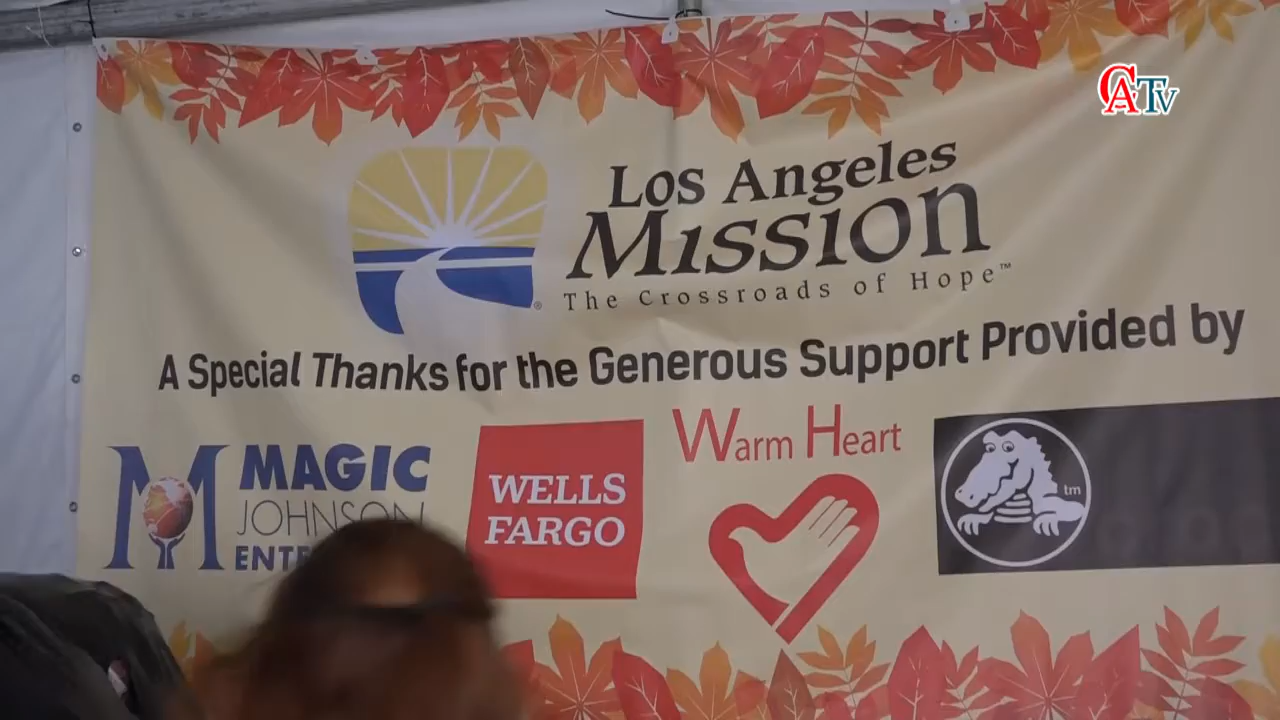 CATV
Los Angeles
Mission
The Crossroads of Hope™
A Special Thanks for the Generous Support Provided by
MAGIC
JOHNSON
ENTE
WELLS
FARGO
Warm Heart
tm